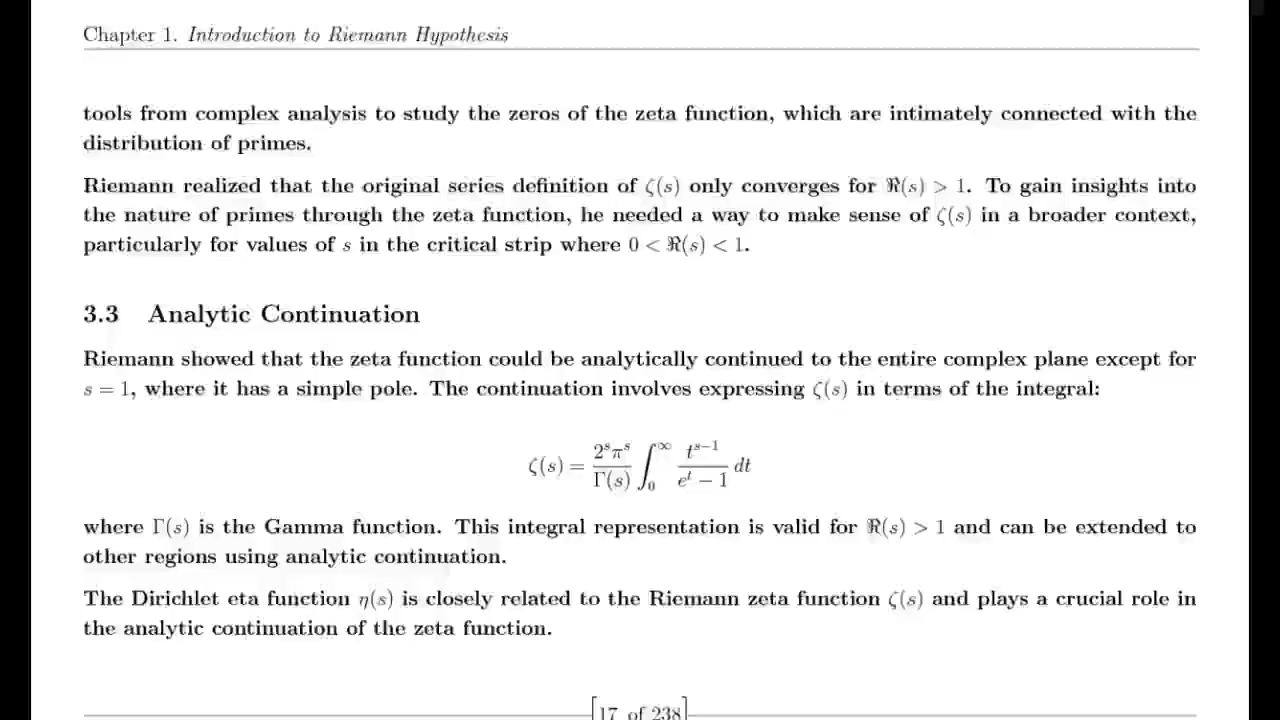 Chapter 1. Introduction to Riemann Hypothesis
tools from complex analysis to study the zeros of the zeta function, which are intimately connected with the
distribution of primes.
Riemann realized that the original series definition of ζ(s) only converges for ℜ(s) > 1. To gain insights into
the nature of primes through the zeta function, he needed a way to make sense of ζ(s) in a broader context,
particularly for values of s in the critical strip where 0 < ℜ(s) < 1.
3.3 Analytic Continuation
Riemann showed that the zeta function could be analytically continued to the entire complex plane except for
s = 1, where it has a simple pole. The continuation involves expressing ζ(s) in terms of the integral:
ζ(s) = \frac{2^s π^s}{Γ(s)} ∫_0^∞ \frac{t^{s−1}}{e^t − 1} dt
where Γ(s) is the Gamma function. This integral representation is valid for ℜ(s) > 1 and can be extended to
other regions using analytic continuation.
The Dirichlet eta function η(s) is closely related to the Riemann zeta function ζ(s) and plays a crucial role in
the analytic continuation of the zeta function.
[17 of 238]